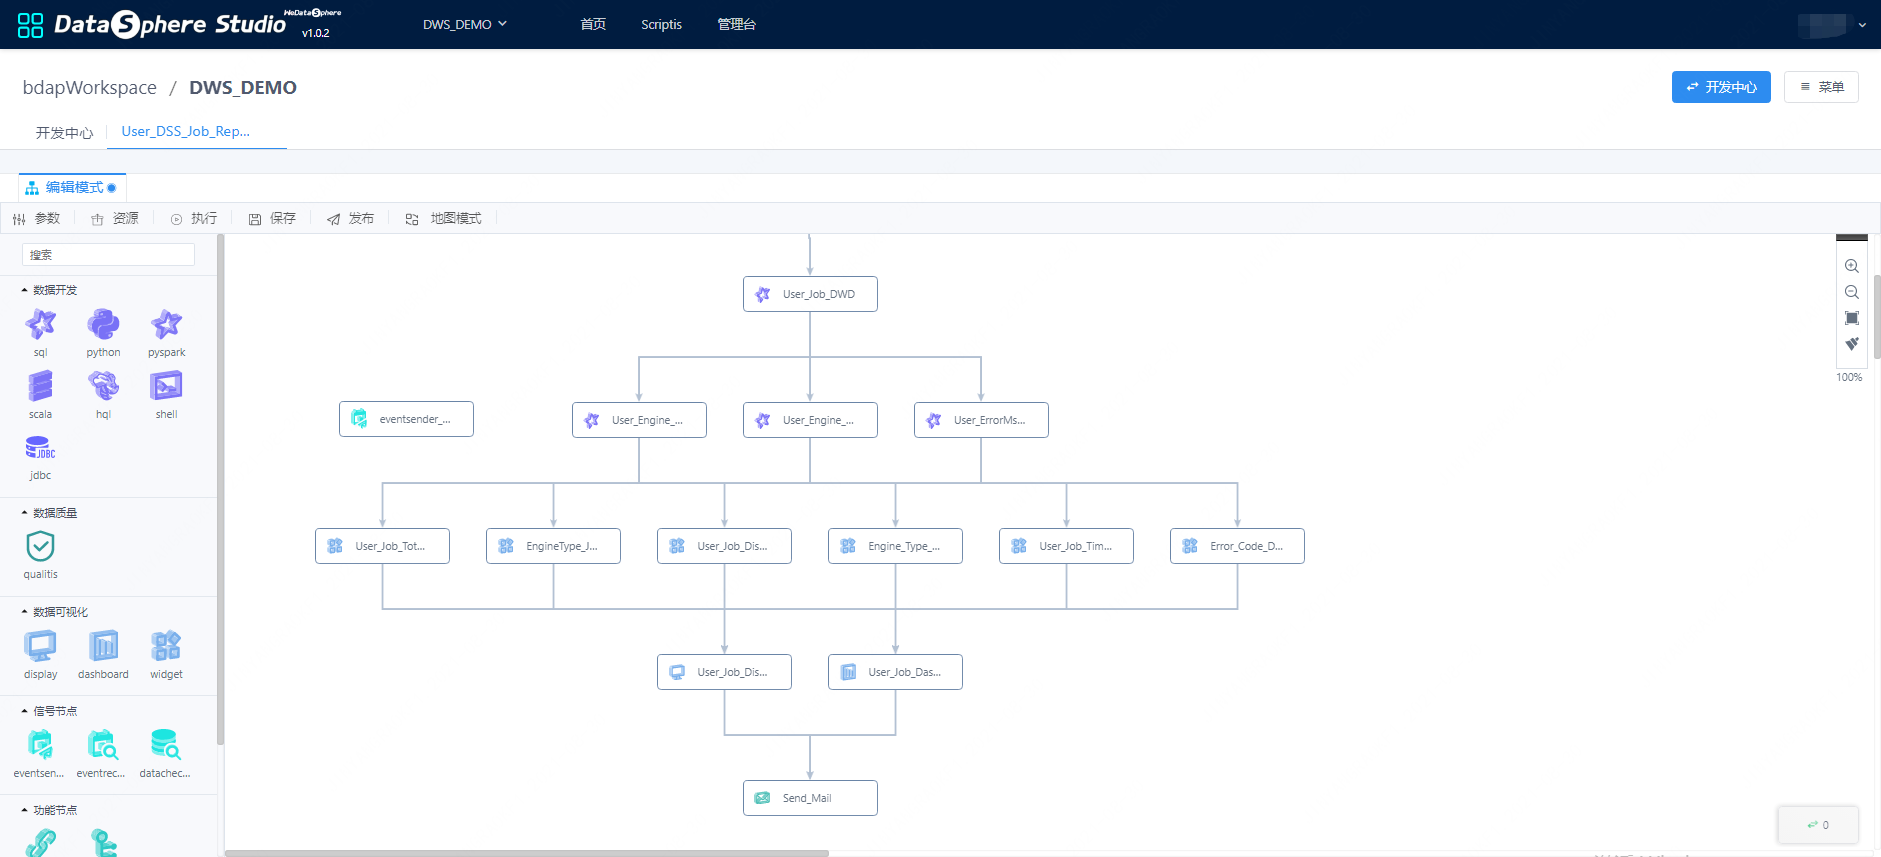 WeDataSphere
DataSphere Studio v1.0.2 DWS_DEMO 首页 Scriptis 管理台
bdapWorkspace / DWS_DEMO 开发中心 菜单
开发中心 User_DSS_Job_Rep...
编辑模式
参数 资源 执行 保存 发布 地图模式
搜索
数据开发
sql python pyspark
scala hql shell
jdbc
数据质量
qualitis
数据可视化
display dashboard widget
信号节点
eventsen... eventrec... datachec...
功能节点
User_Job_DWD
eventsender_... User_Engine_... User_Engine_... User_ErrorMs...
User_Job_Tot... EngineType_J... User_Job_Dis... Engine_Type_... User_Job_Tim... Error_Code_D...
User_Job_Dis... User_Job_Das...
Send_Mail
100%
0